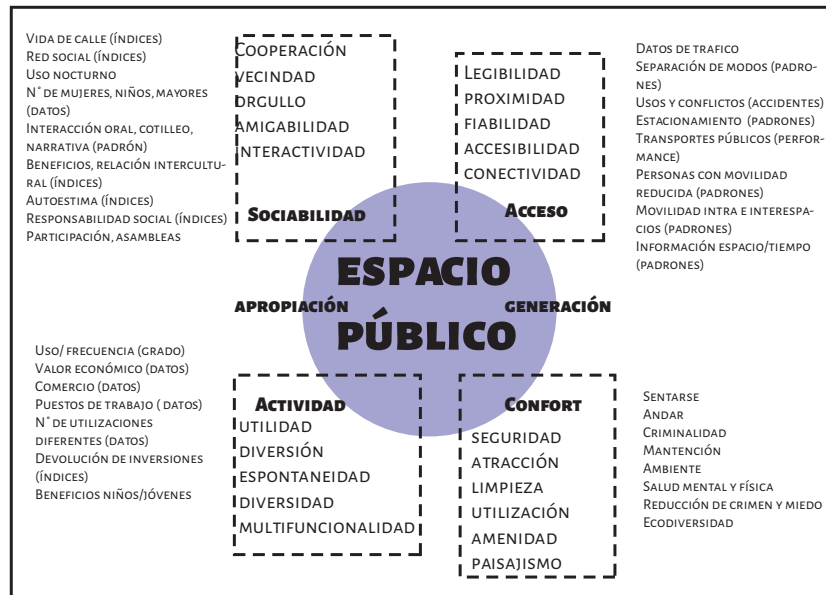 Vida de calle (índices)
Red social (índices)
Uso nocturno
N° de mujeres, niños, mayores
(datos)
Interacción oral, cotilleo,
narrativa (padrón)
Beneficios, relación intercultu-
ral (índices)
Autoestima (índices)
Responsabilidad social (índices)
Participación, asambleas
Cooperación
vecindad
orgullo
amigabilidad
interactividad
Sociabilidad
Legibilidad
proximidad
fiabilidad
accesibilidad
conectividad
Acceso
Datos de trafico
Separación de modos (padro-
nes)
Usos y conflictos (accidentes)
Estacionamiento (padrones)
Transportes públicos (perfor-
mance)
Personas con movilidad
reducida (padrones)
Movilidad intra e interespa-
cios (padrones)
Información espacio/tiempo
(padrones)
ESPACIO
PÚBLICO
apropiación
generación
Uso/ frecuencia (grado)
Valor económico (datos)
Comercio (datos)
Puestos de trabajo ( datos)
N° de utilizaciones
diferentes (datos)
Devolución de inversiones
(índices)
Beneficios niños/jóvenes
Actividad
utilidad
diversión
espontaneidad
diversidad
multifuncionalidad
Confort
seguridad
atracción
limpieza
utilización
amenidad
paisajismo
Sentarse
Andar
Criminalidad
Mantención
Ambiente
Salud mental y física
Reducción de crimen y miedo
Ecodiversidad